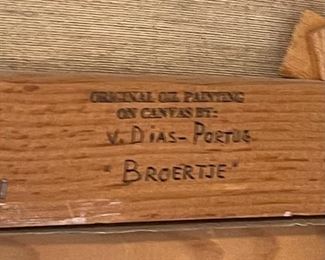 ORIGINAL OIL PAINTING
ON CANVAS BY:
V. DIAS-PORTUG
"BROERTJE"